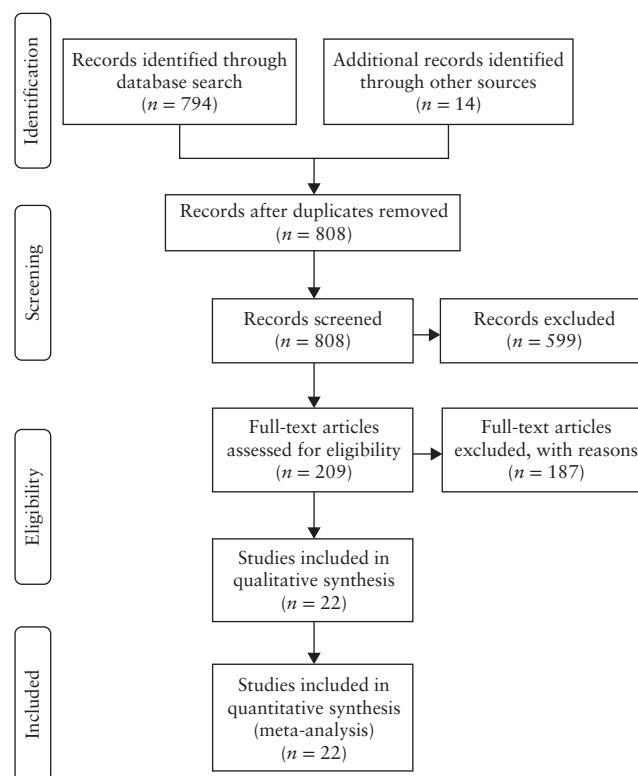 Identification
Records identified through
database search
(n = 794)
Additional records identified
through other sources
(n = 14)
Screening
Records after duplicates removed
(n = 808)
Records screened
(n = 808)
Records excluded
(n = 599)
Eligibility
Full-text articles
assessed for eligibility
(n = 209)
Full-text articles
excluded, with reasons
(n = 187)
Studies included in
qualitative synthesis
(n = 22)
Included
Studies included in
quantitative synthesis
(meta-analysis)
(n = 22)